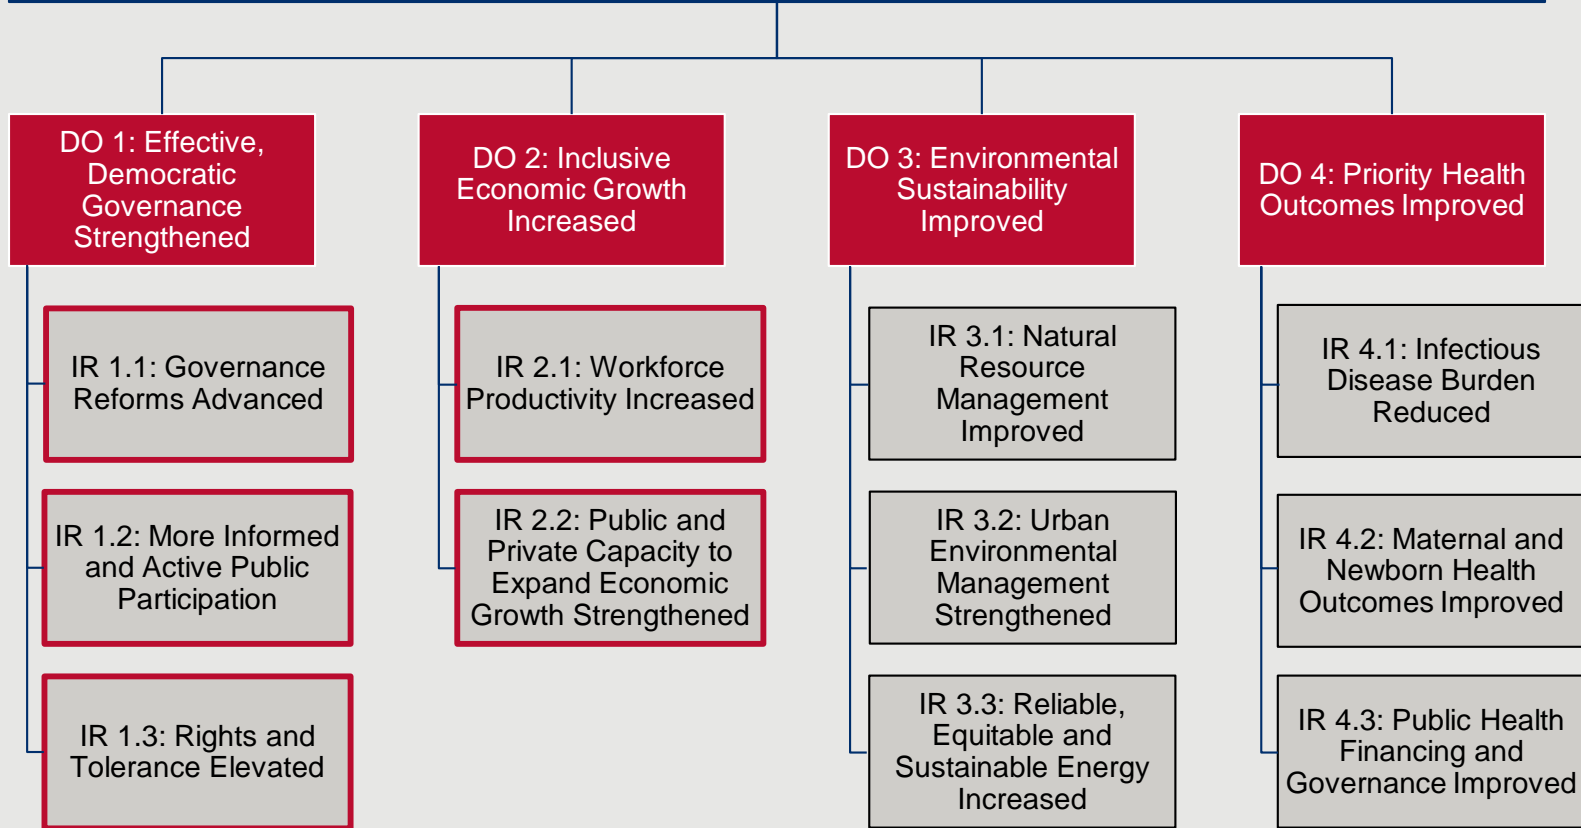 DO 1: Effective,
Democratic
Governance
Strengthened
IR 1.1: Governance
Reforms Advanced
IR 1.2: More Informed
and Active Public
Participation
IR 1.3: Rights and
Tolerance Elevated
DO 2: Inclusive
Economic Growth
Increased
IR 2.1: Workforce
Productivity Increased
IR 2.2: Public and
Private Capacity to
Expand Economic
Growth Strengthened
DO 3: Environmental
Sustainability
Improved
IR 3.1: Natural
Resource
Management
Improved
IR 3.2: Urban
Environmental
Management
Strengthened
IR 3.3: Reliable,
Equitable and
Sustainable Energy
Increased
DO 4: Priority Health
Outcomes Improved
IR 4.1: Infectious
Disease Burden
Reduced
IR 4.2: Maternal and
Newborn Health
Outcomes Improved
IR 4.3: Public Health
Financing and
Governance Improved